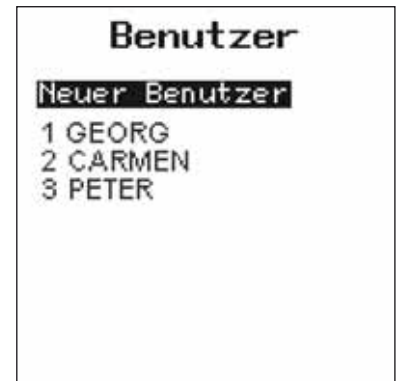 Benutzer
Neuer Benutzer
1 GEORG
2 CARMEN
3 PETER